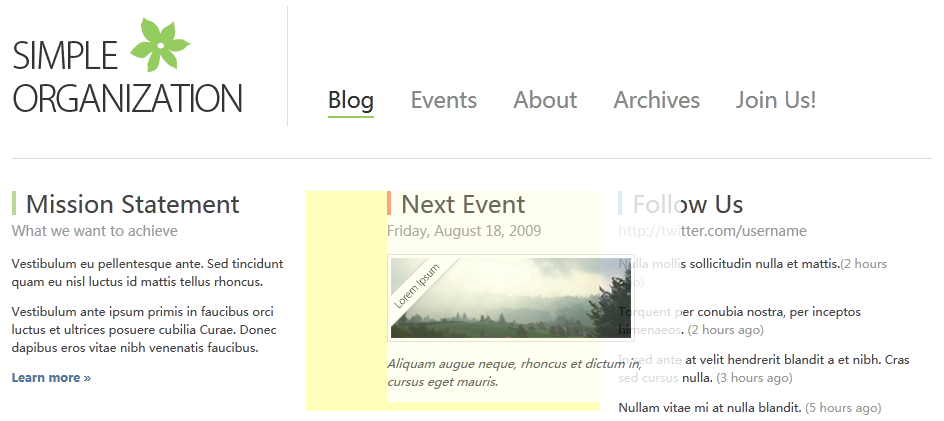 SIMPLE
ORGANIZATION
Blog Events About Archives Join Us!
Mission Statement
What we want to achieve
Vestibulum eu pellentesque ante. Sed tincidunt
quam eu nisl luctus id mattis tellus rhoncus.
Vestibulum ante ipsum primis in faucibus orci
luctus et ultrices posuere cubilia Curae. Donec
dapibus eros vitae nibh venenatis faucibus.
Learn more »
Next Event
Friday, August 18, 2009
Lorem Ipsum
Aliquam augue neque, rhoncus et dictum in,
cursus eget mauris.
Follow Us
http://twitter.com/username
Nulla mollis sollicitudin nulla et mattis.(2 hours
ago)
Torquent per conubia nostra, per inceptos
himenaeos. (2 hours ago)
In sed ante at velit hendrerit blandit a et nibh. Cras
sed cursus nulla. (3 hours ago)
Nullam vitae mi at nulla blandit. (5 hours ago)